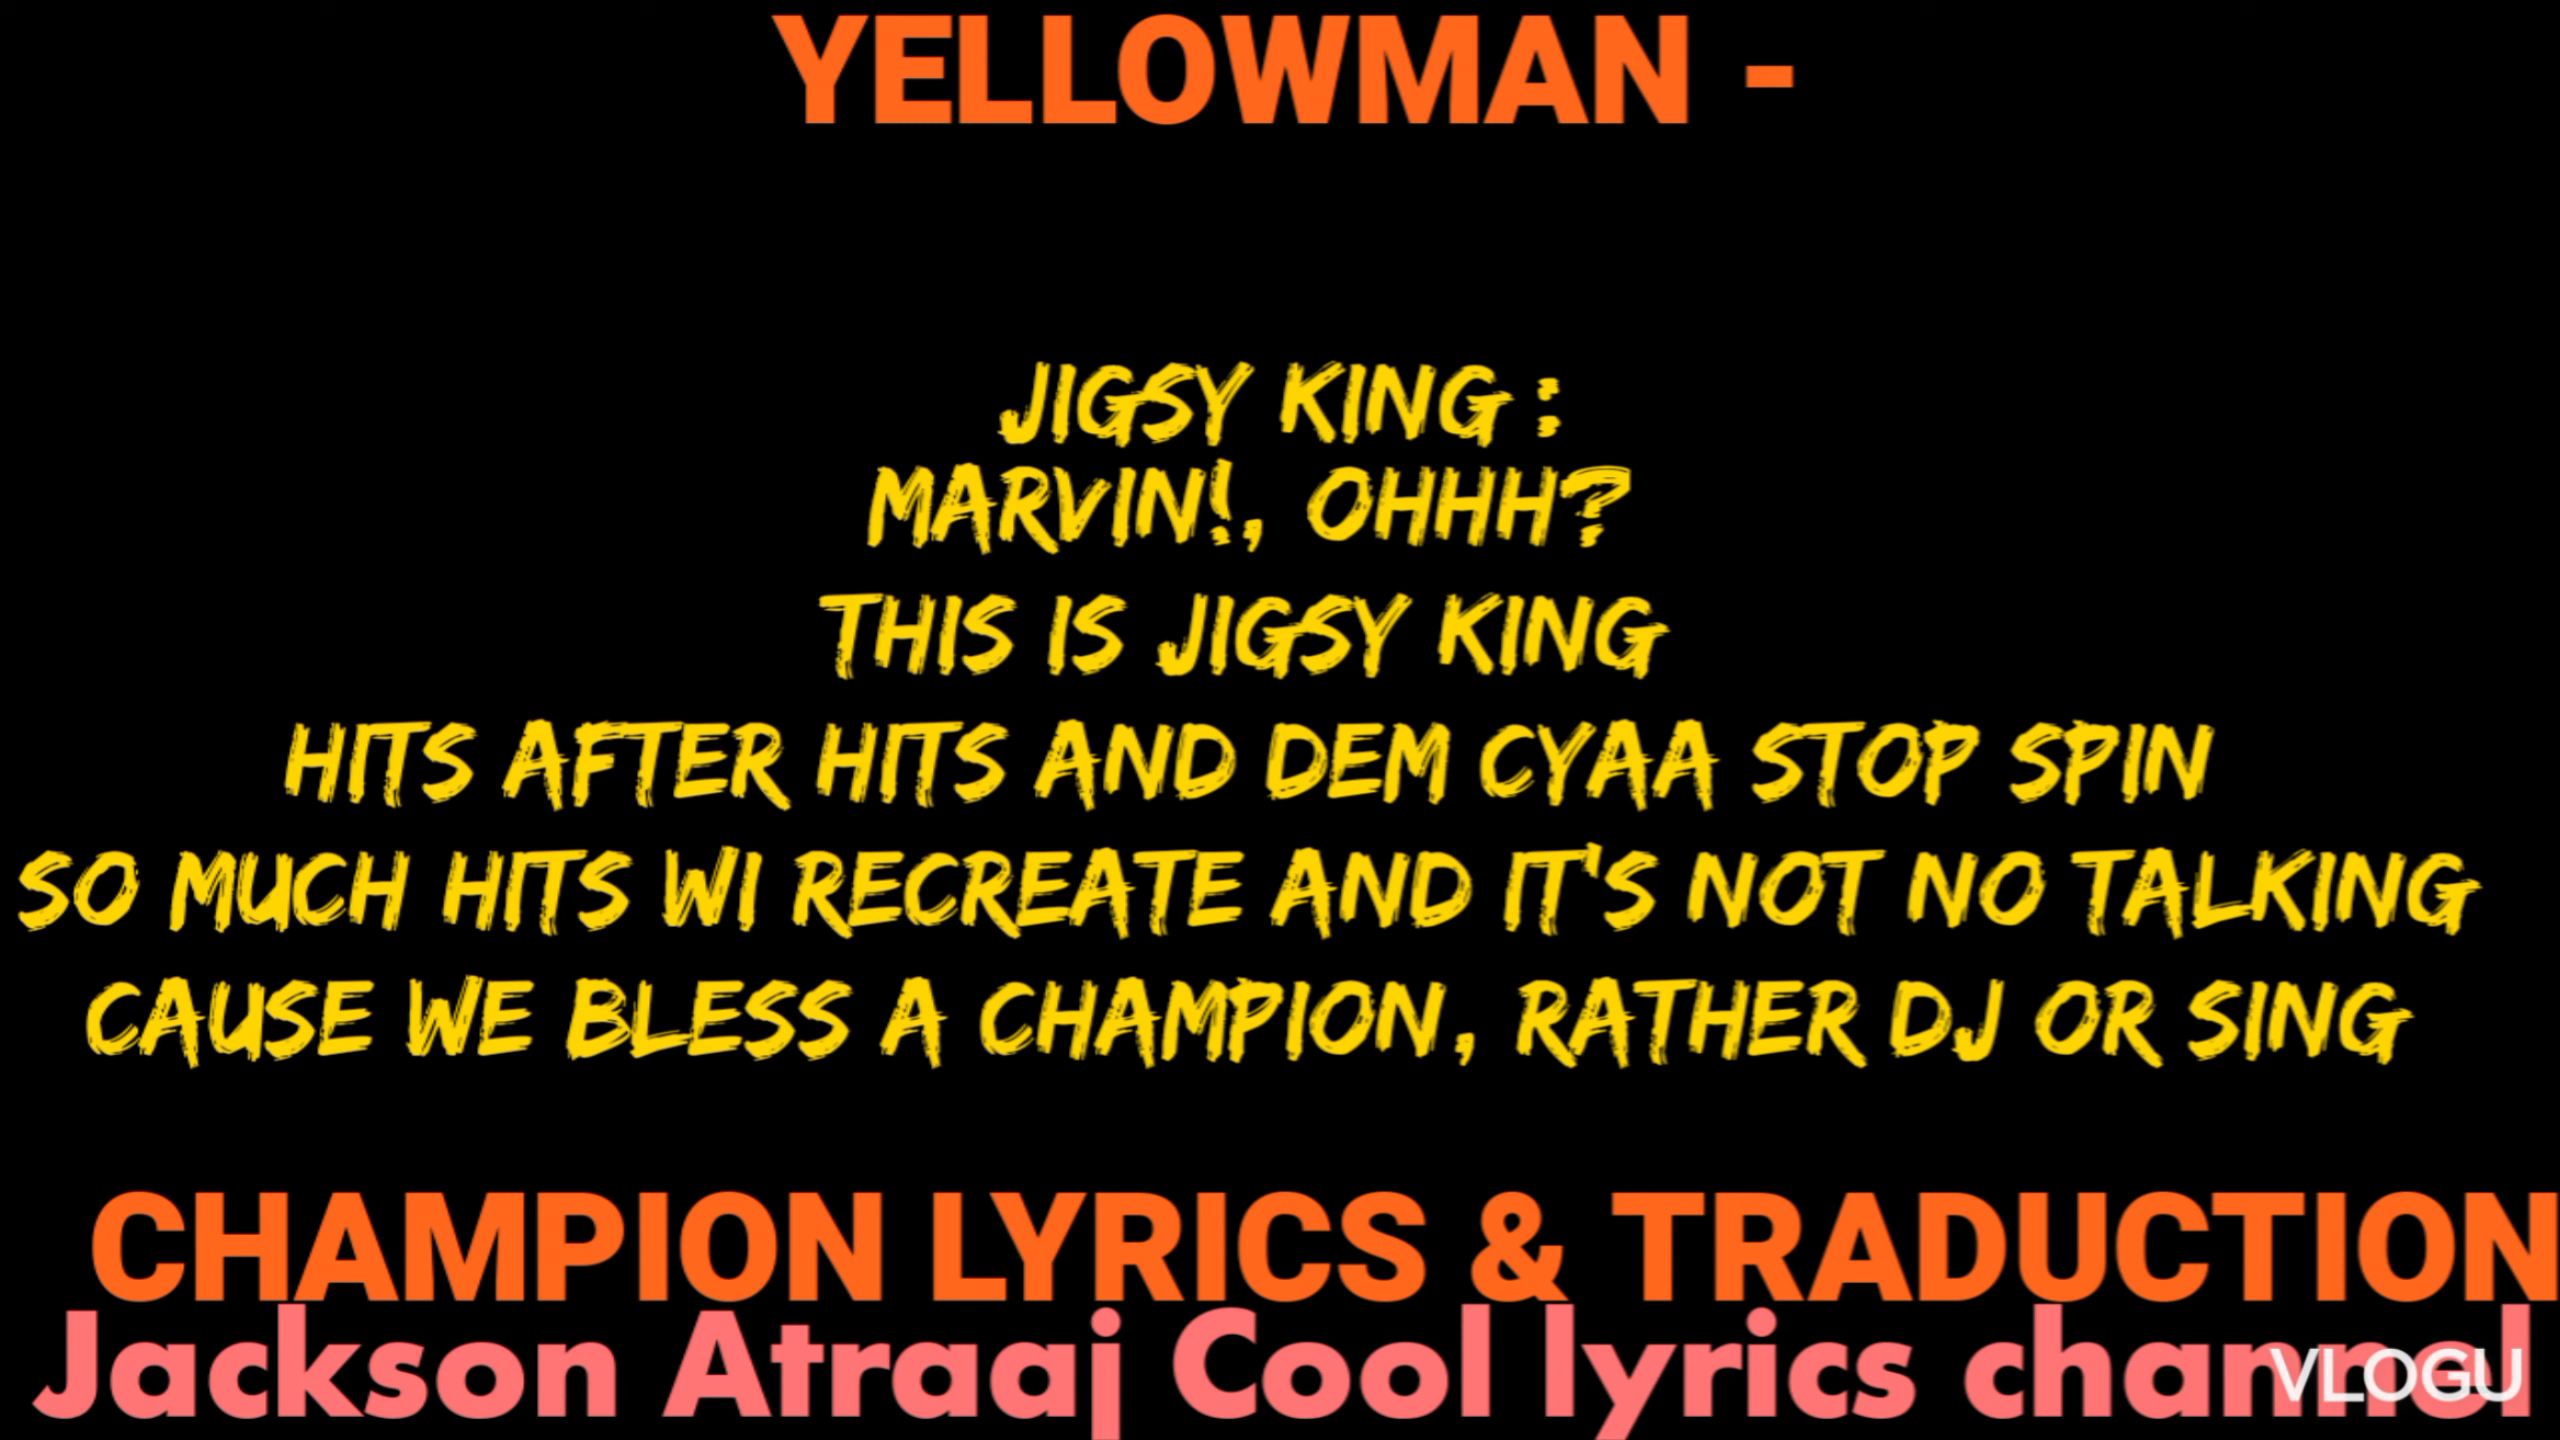 YELLOWMAN -
JIGSY KING :
MARVIN!, OHHH?
THIS IS JIGSY KING
HITS AFTER HITS AND DEM CYAA STOP SPIN
SO MUCH HITS WI RECREATE AND IT'S NOT NO TALKING
CAUSE WE BLESS A CHAMPION, RATHER DJ OR SING
CHAMPION LYRICS & TRADUCTION
Jackson Atraaj Cool lyrics channel
VLOGU